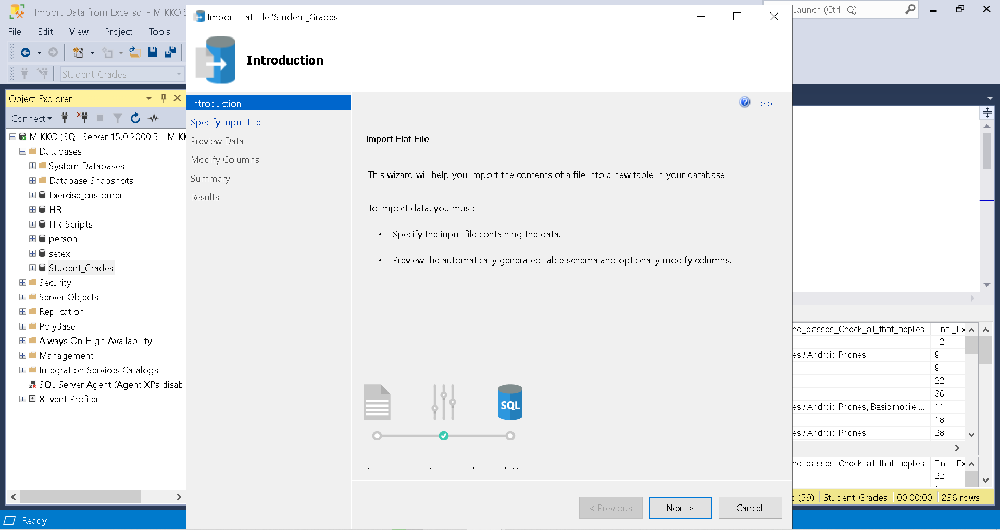 Import Data from Excel.sql - MIKKO.S
Launch (Ctrl+Q)
File Edit View Project Tools
Student_Grades
Object Explorer
Connect
MIKKO (SQL Server 15.0.2000.5 - MIKK
Databases
System Databases
Database Snapshots
Exercise_customer
HR
HR_Scripts
person
setex
Student_Grades
Security
Server Objects
Replication
PolyBase
Always On High Availability
Management
Integration Services Catalogs
SQL Server Agent (Agent XPs disabl
XEvent Profiler
Ready
Import Flat File 'Student_Grades'
Introduction
Introduction
Specify Input File
Preview Data
Modify Columns
Summary
Results
Help
Import Flat File
This wizard will help you import the contents of a file into a new table in your database.
To import data, you must:
• Specify the input file containing the data.
• Preview the automatically generated table schema and optionally modify columns.
SQL
< Previous Next > Cancel
ne_classes_Check_all_that_applies Final_Ex
12
es / Android Phones 9
9
22
36
es / Android Phones, Basic mobile ... 11
18
es / Android Phones 28
ne_classes_Check_all_that_applies Final_Ex
22
(59) Student_Grades 00:00:00 236 rows